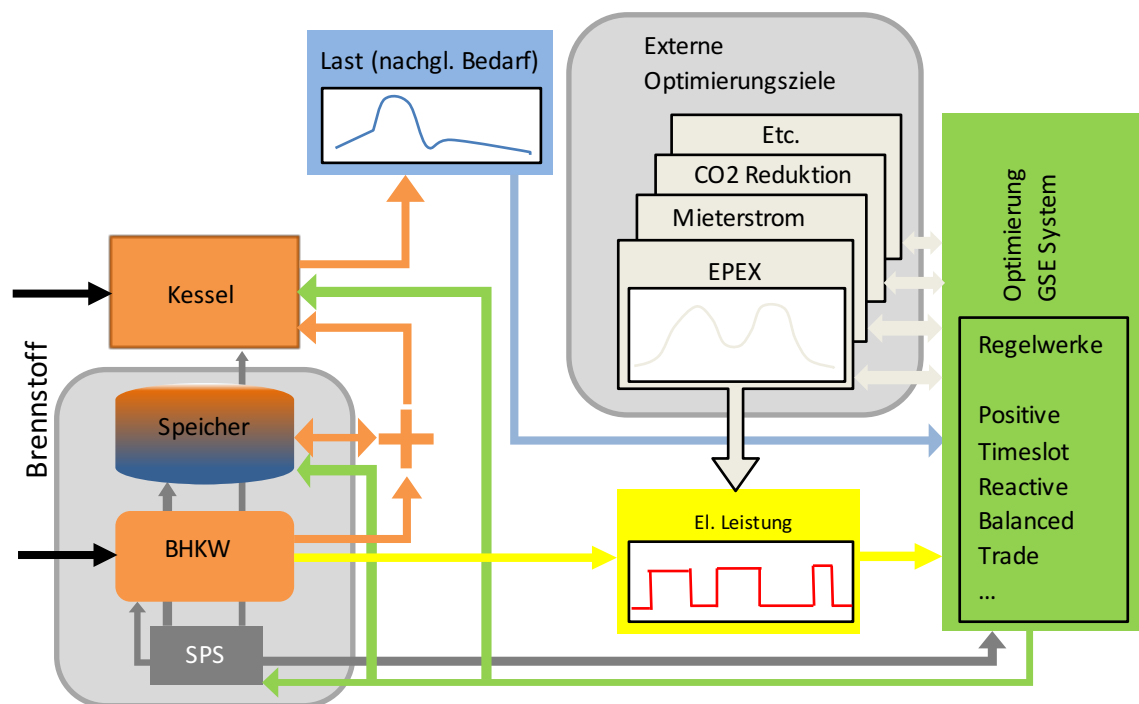 Last (nachgl. Bedarf)
Externe
Optimierungsziele
Etc.
CO2 Reduktion
Mieterstrom
EPEX
Optimierung
GSE System
Regelwerke
Positive
Timeslot
Reactive
Balanced
Trade
...
Kessel
Brennstoff
Speicher
BHKW
SPS
El. Leistung